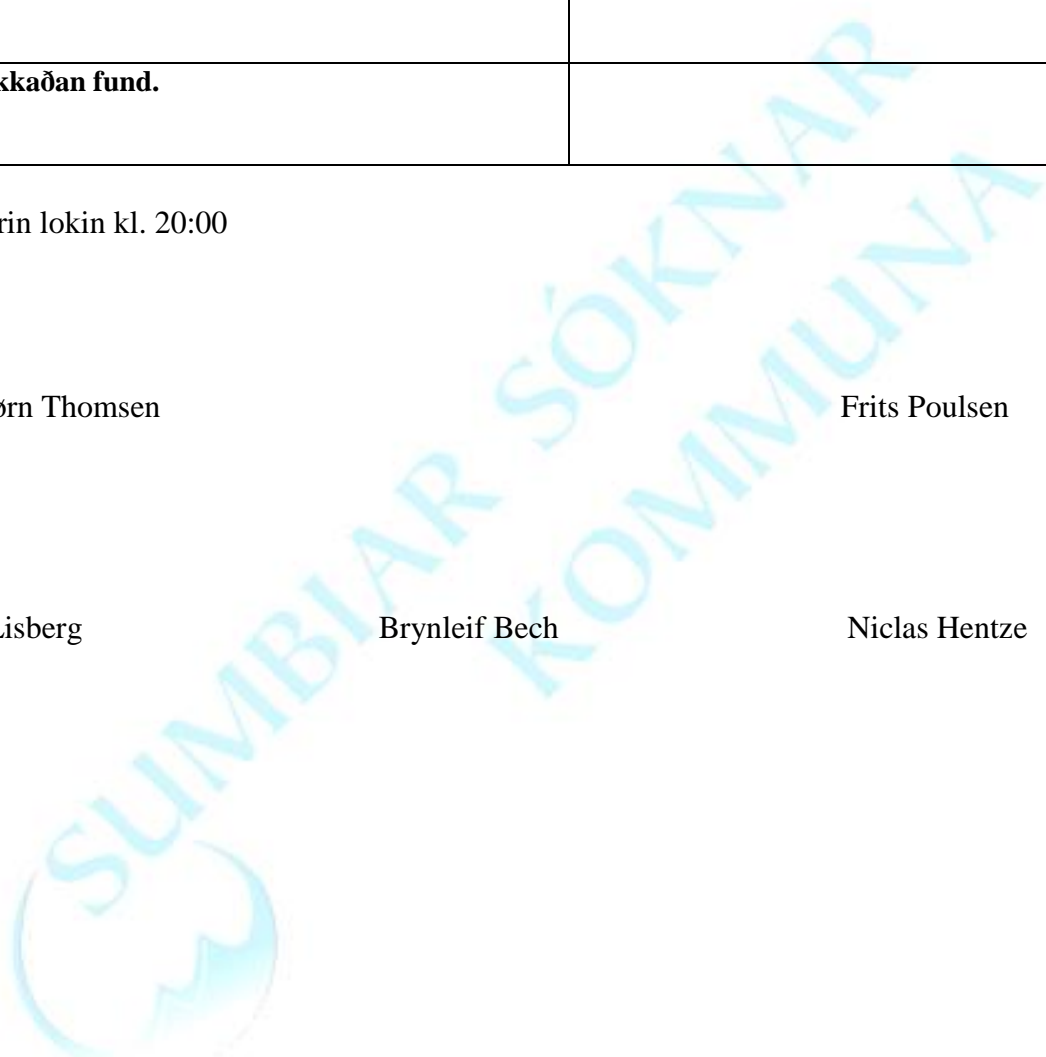 kkaðan fund.
rin lokin kl. 20:00
ørn Thomsen Frits Poulsen
Lisberg Brynleif Bech Niclas Hentze
SUMBIAR SÓKNAR
KOMMUNA